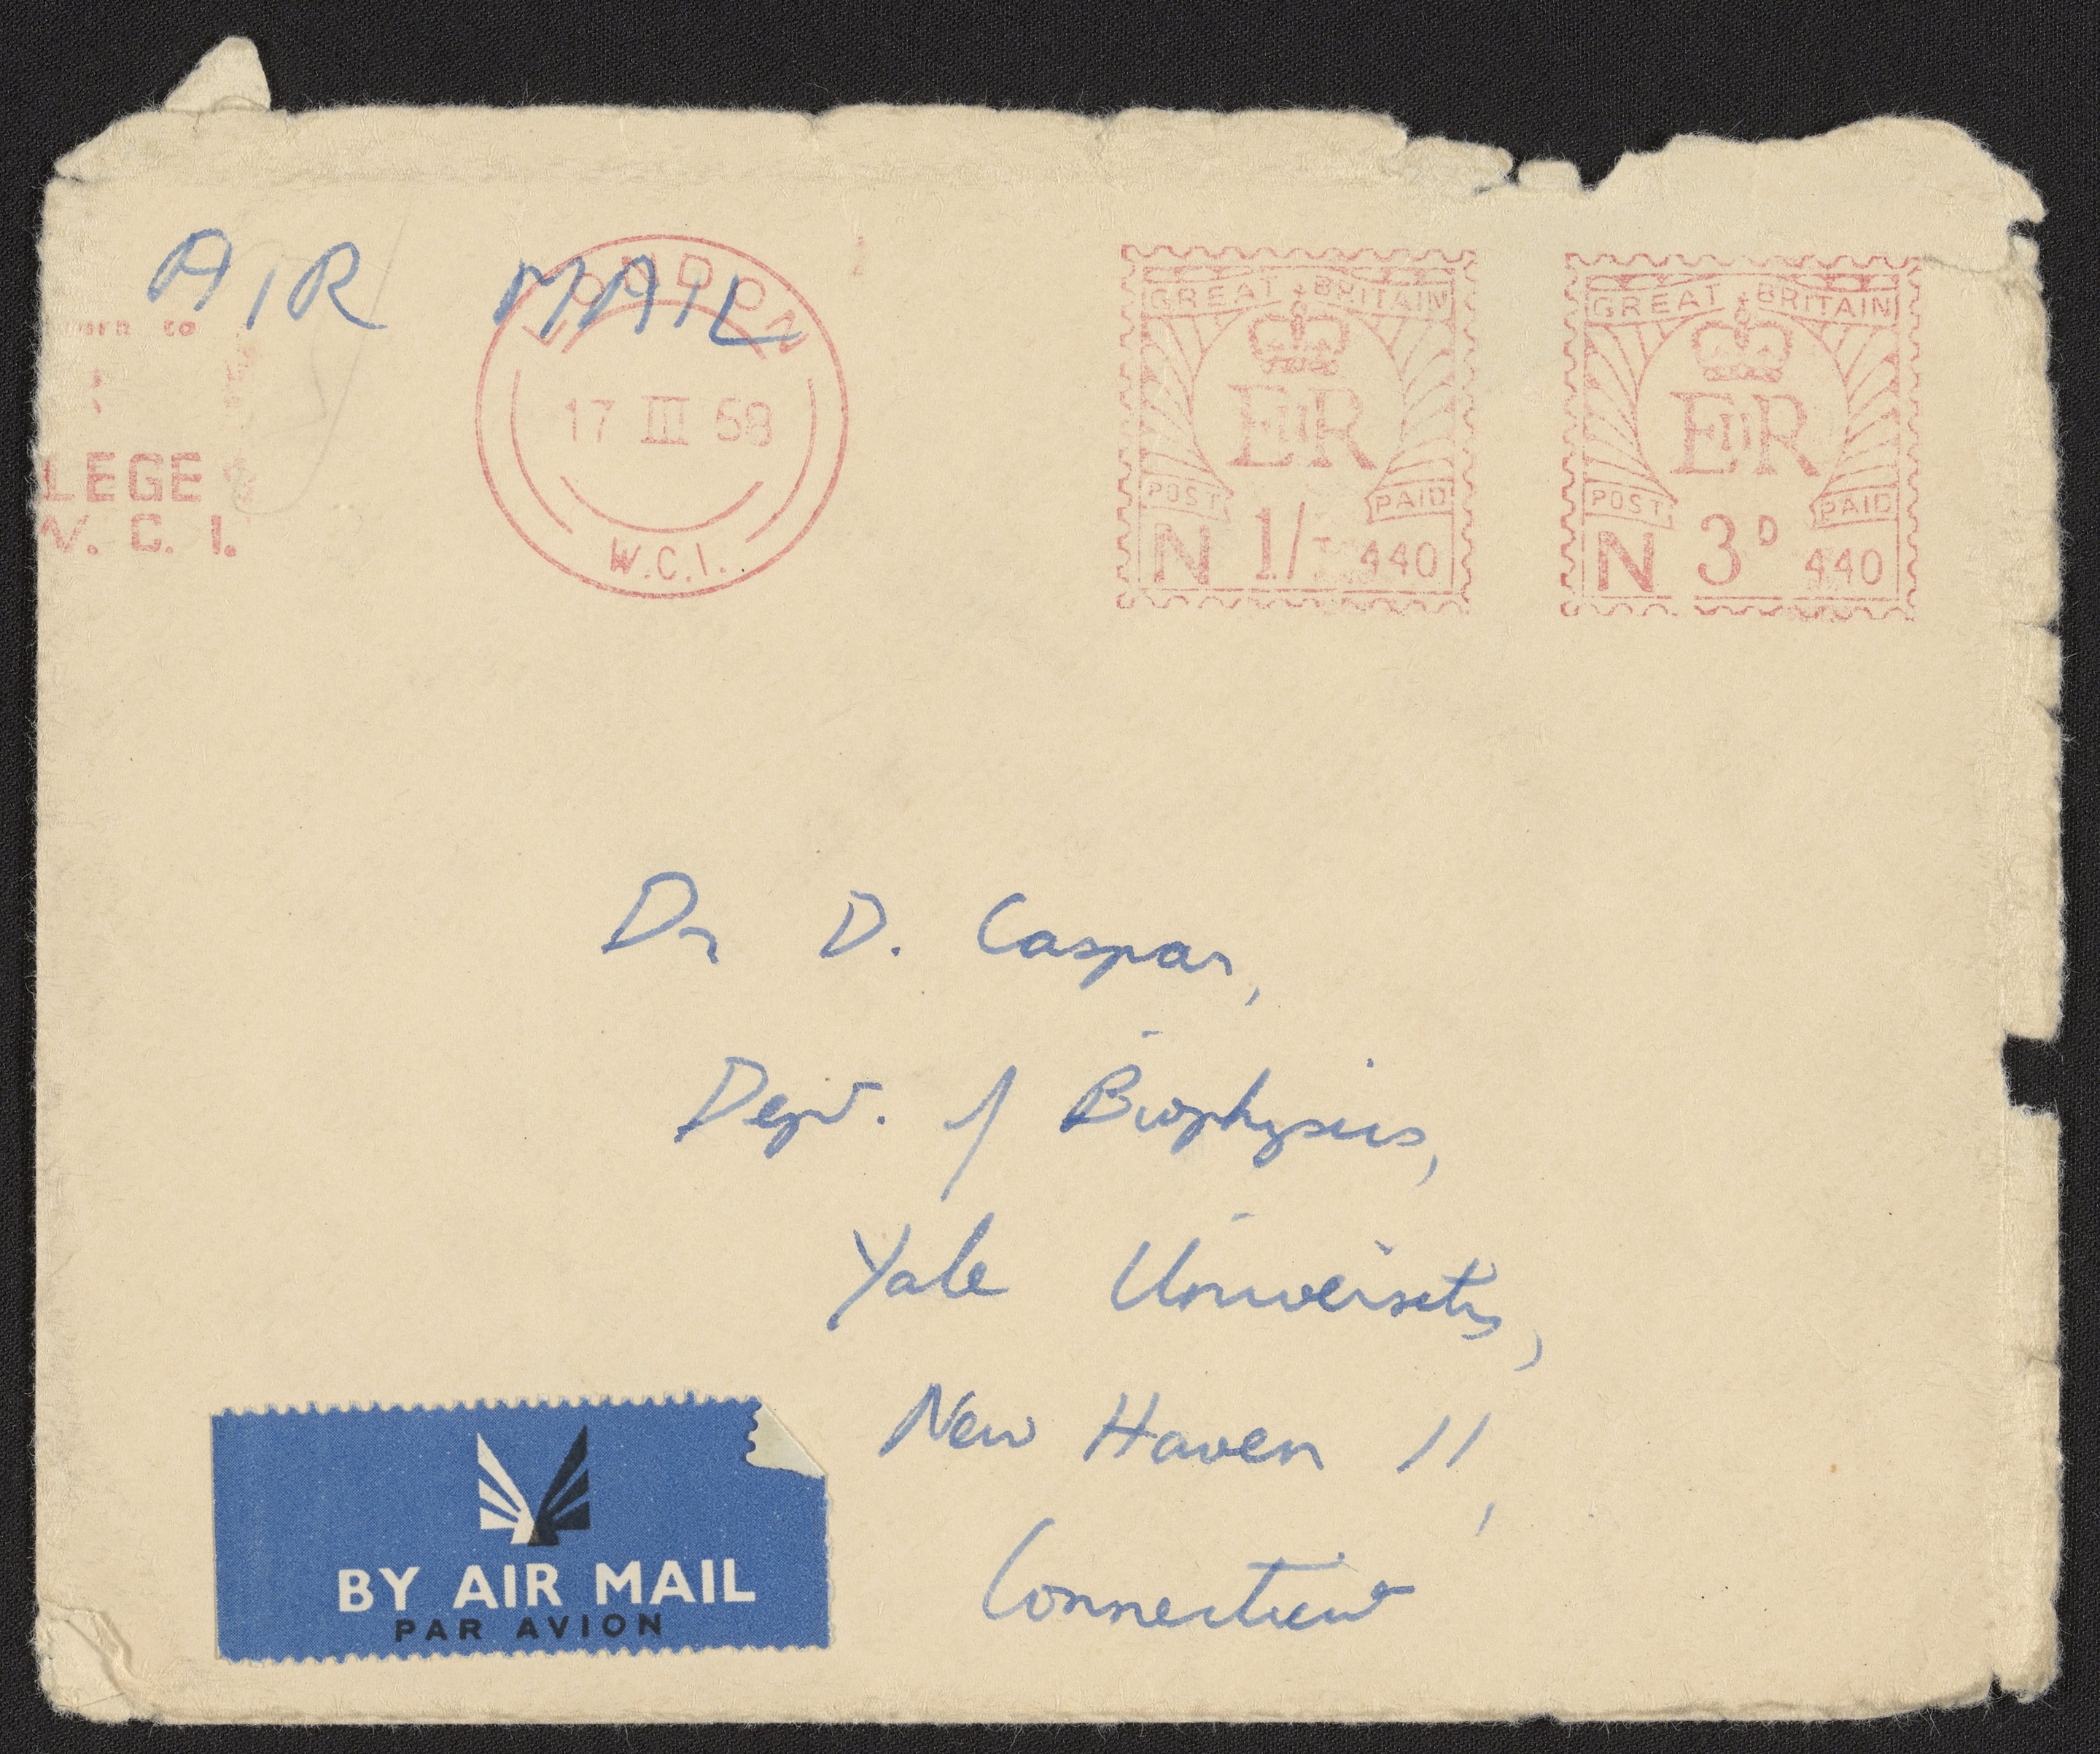 AIR MAIL
LEGE
W. C. 1.
LONDON
17 III 58
W.C.1.
GREAT BRITAIN
EIIR
POST PAID
N 1/- 440
GREAT BRITAIN
EIIR
POST PAID
N 3D 440
Dr D. Caspar,
Dept. of Biophysics,
Yale University,
New Haven 11,
Connecticut
BY AIR MAIL
PAR AVION